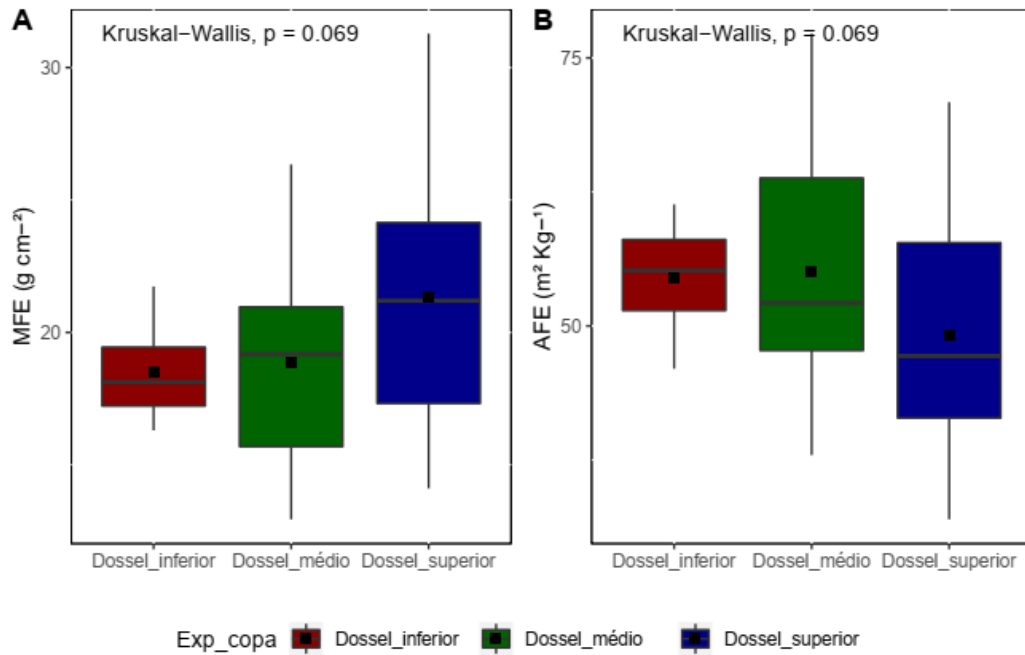 A
Kruskal−Wallis, p = 0.069
MFE (g cm−²)
30
20
Dossel_inferior Dossel_médio Dossel_superior
B
Kruskal−Wallis, p = 0.069
AFE (m² Kg−¹)
75
50
Dossel_inferior Dossel_médio Dossel_superior
Exp_copa Dossel_inferior Dossel_médio Dossel_superior